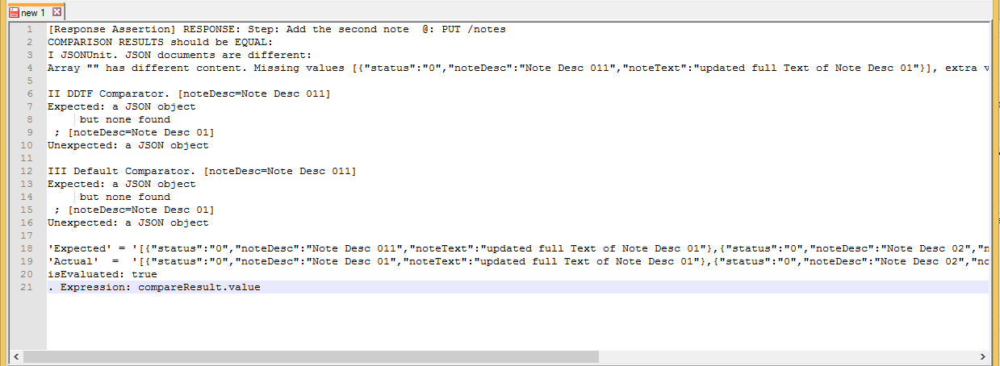 new 1
1 [Response Assertion] RESPONSE: Step: Add the second note  @: PUT /notes
2 COMPARISON RESULTS should be EQUAL:
3 I JSONUnit. JSON documents are different:
4 Array "" has different content. Missing values [{"status":"0","noteDesc":"Note Desc 011","noteText":"updated full Text of Note Desc 01"}], extra v
5
6 II DDTF Comparator. [noteDesc=Note Desc 011]
7 Expected: a JSON object
8      but none found
9  ; [noteDesc=Note Desc 01]
10 Unexpected: a JSON object
11
12 III Default Comparator. [noteDesc=Note Desc 011]
13 Expected: a JSON object
14      but none found
15  ; [noteDesc=Note Desc 01]
16 Unexpected: a JSON object
17
18 'Expected' = '[{"status":"0","noteDesc":"Note Desc 011","noteText":"updated full Text of Note Desc 01"},{"status":"0","noteDesc":"Note Desc 02","n
19 'Actual'  =  '[{"status":"0","noteDesc":"Note Desc 01","noteText":"updated full Text of Note Desc 01"},{"status":"0","noteDesc":"Note Desc 02","no
20 isEvaluated: true
21 . Expression: compareResult.value